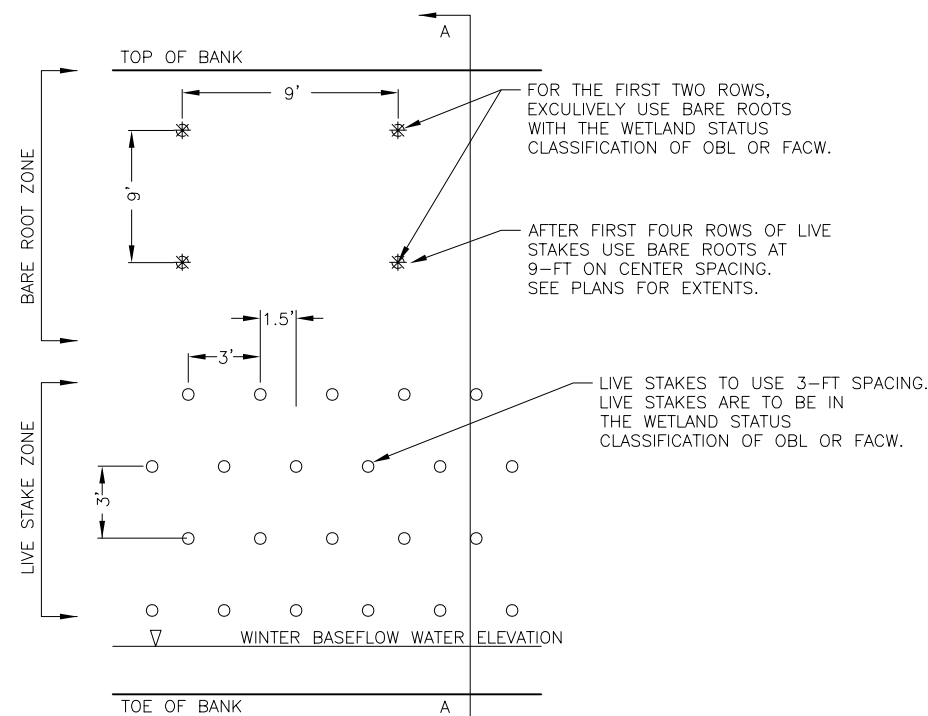 A
TOP OF BANK
9'
FOR THE FIRST TWO ROWS,
EXCULIVELY USE BARE ROOTS
WITH THE WETLAND STATUS
CLASSIFICATION OF OBL OR FACW.
BARE ROOT ZONE
9'
AFTER FIRST FOUR ROWS OF LIVE
STAKES USE BARE ROOTS AT
9-FT ON CENTER SPACING.
SEE PLANS FOR EXTENTS.
1.5'
3'
LIVE STAKES TO USE 3-FT SPACING.
LIVE STAKES ARE TO BE IN
THE WETLAND STATUS
CLASSIFICATION OF OBL OR FACW.
LIVE STAKE ZONE
3'
WINTER BASEFLOW WATER ELEVATION
TOE OF BANK
A